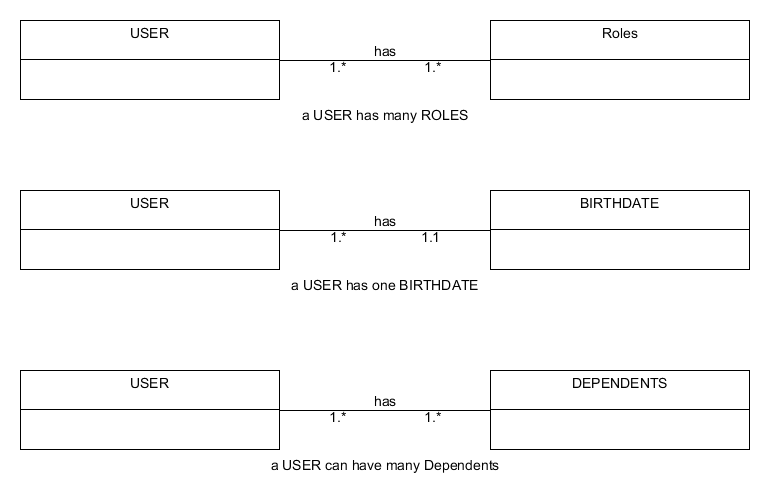 USER
Roles
has
1.*
1.*
a USER has many ROLES
USER
BIRTHDATE
has
1.*
1.1
a USER has one BIRTHDATE
USER
DEPENDENTS
has
1.*
1.*
a USER can have many Dependents